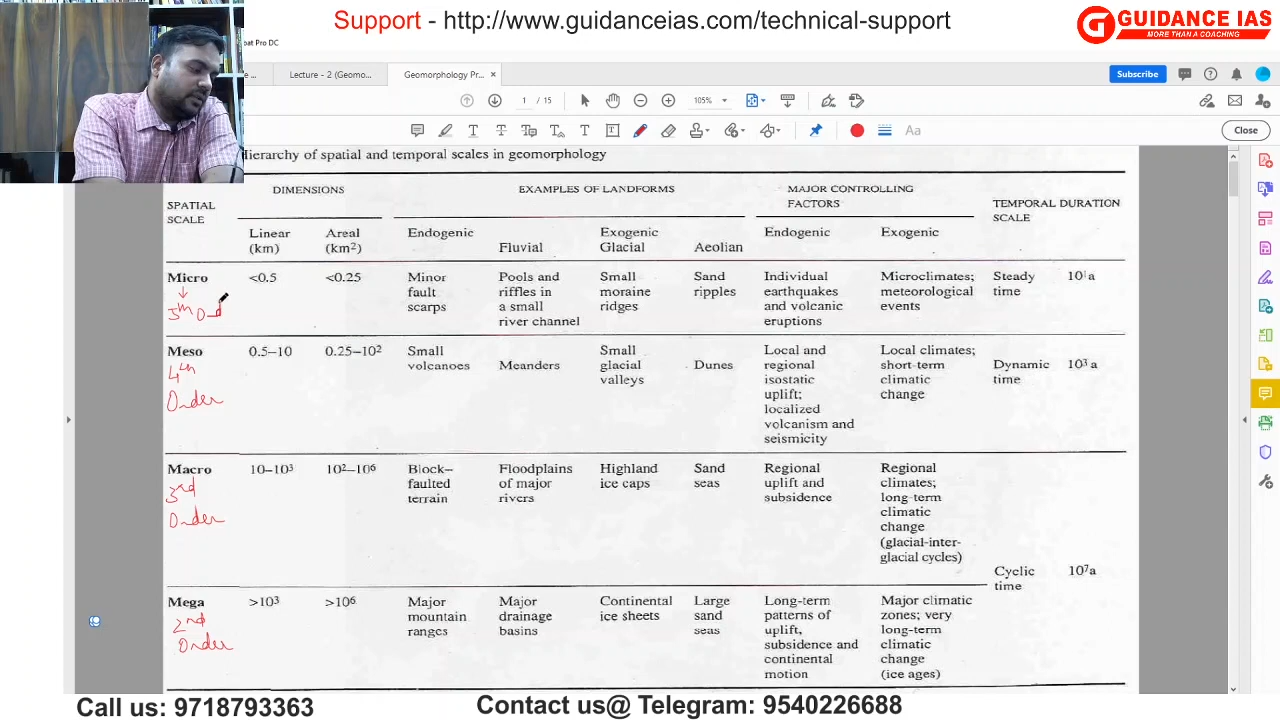 Support - http://www.guidanceias.com/technical-support
GUIDANCE IAS
MORE THAN A COACHING
bat Pro DC
Lecture - 2 (Geomo...
Geomorphology Pr...
Subscribe
1 / 15
105%
Aa
Close
Hierarchy of spatial and temporal scales in geomorphology
SPATIAL SCALE DIMENSIONS EXAMPLES OF LANDFORMS MAJOR CONTROLLING FACTORS TEMPORAL DURATION SCALE
Linear (km) Areal (km²) Endogenic Fluvial Exogenic Glacial Aeolian Endogenic Exogenic
Micro <0.5 <0.25 Minor fault scarps Pools and riffles in a small river channel Small moraine ridges Sand ripples Individual earthquakes and volcanic eruptions Microclimates; meteorological events Steady time 10¹a
5th Ord
Meso 0.5–10 0.25–10² Small volcanoes Meanders Small glacial valleys Dunes Local and regional isostatic uplift; localized volcanism and seismicity Local climates; short-term climatic change Dynamic time 10³a
4th
Order
Macro 10–10³ 10²–10⁶ Block-faulted terrain Floodplains of major rivers Highland ice caps Sand seas Regional uplift and subsidence Regional climates; long-term climatic change (glacial-inter-glacial cycles)
3rd
Order
Cyclic time 10⁷a
Mega >10³ >10⁶ Major mountain ranges Major drainage basins Continental ice sheets Large sand seas Long-term patterns of uplift, subsidence and continental motion Major climatic zones; very long-term climatic change (ice ages)
2nd
Order
Call us: 9718793363
Contact us@ Telegram: 9540226688